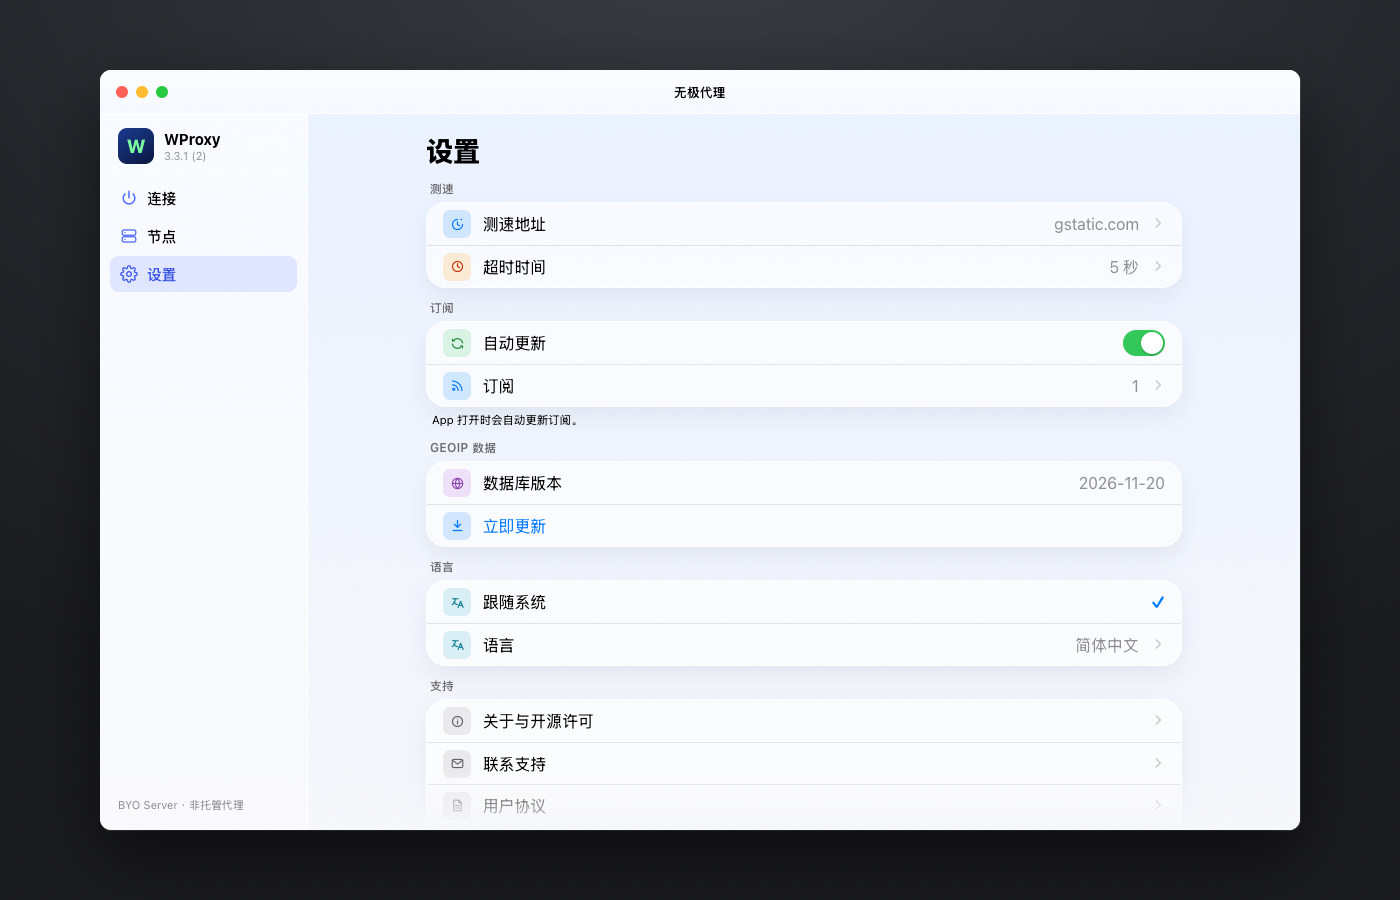 无极代理
W
WProxy
3.3.1 (2)
连接
节点
设置
BYO Server · 非托管代理
设置
测速
测速地址 gstatic.com
超时时间 5 秒
订阅
自动更新
订阅 1
App 打开时会自动更新订阅。
GEOIP 数据
数据库版本 2026-11-20
立即更新
语言
跟随系统
语言 简体中文
支持
关于与开源许可
联系支持
用户协议